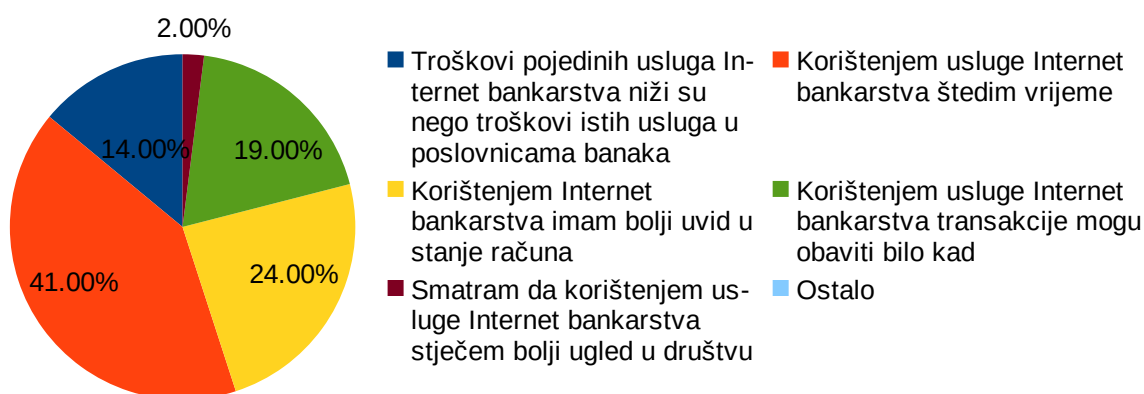 2.00%
14.00%
19.00%
41.00%
24.00%
Troškovi pojedinih usluga In-
ternet bankarstva niži su
nego troškovi istih usluga u
poslovnicama banaka
Korištenjem usluge Internet
bankarstva štedim vrijeme
Korištenjem Internet
bankarstva imam bolji uvid u
stanje računa
Korištenjem usluge Internet
bankarstva transakcije mogu
obaviti bilo kad
Smatram da korištenjem us-
luge Internet bankarstva
stječem bolji ugled u društvu
Ostalo